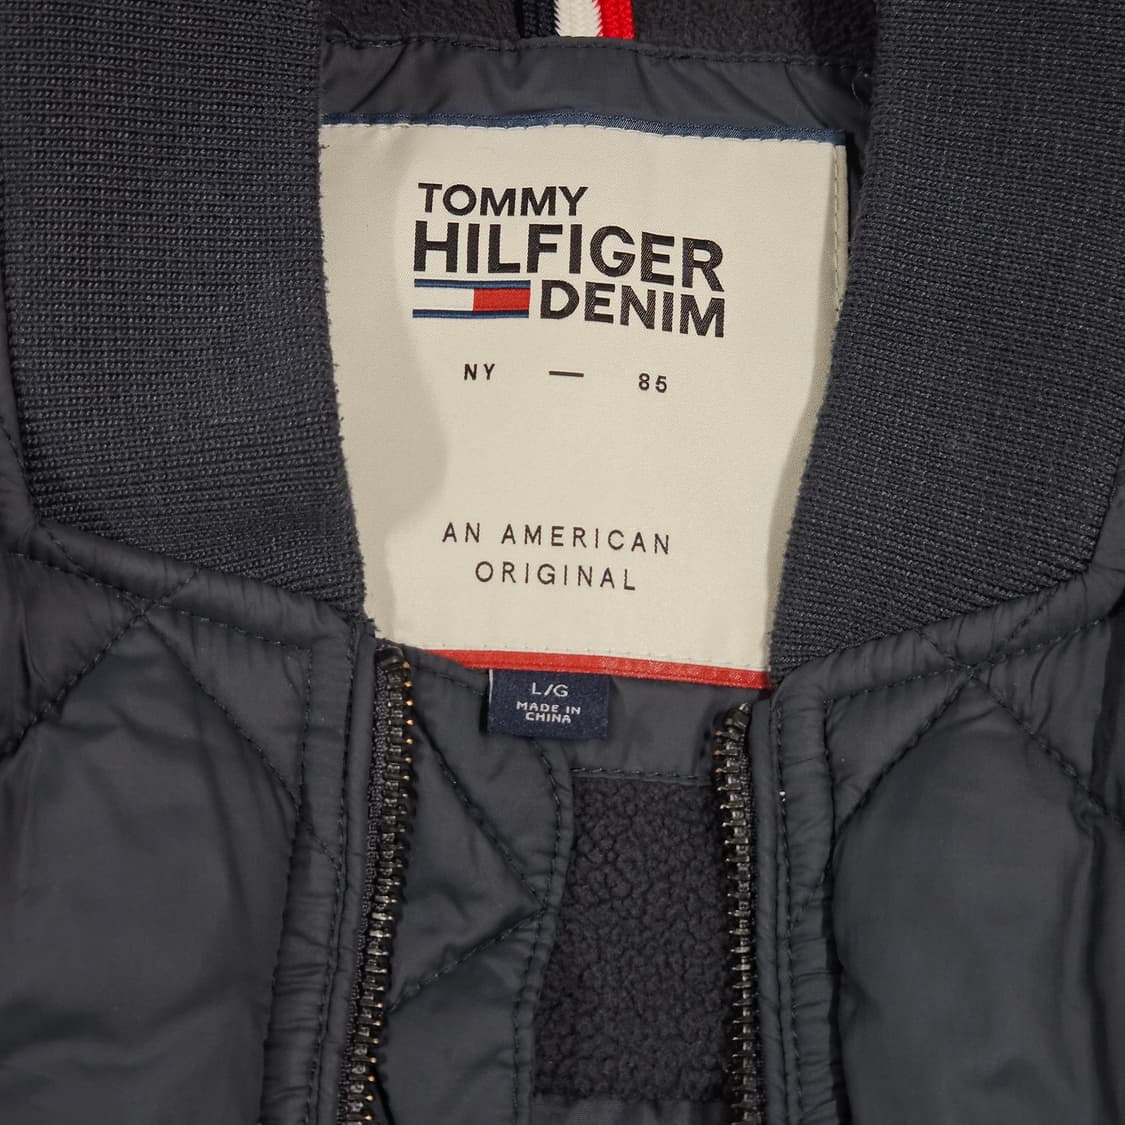 TOMMY
HILFIGER
DENIM
NY — 85
AN AMERICAN
ORIGINAL
L/G
MADE IN
CHINA